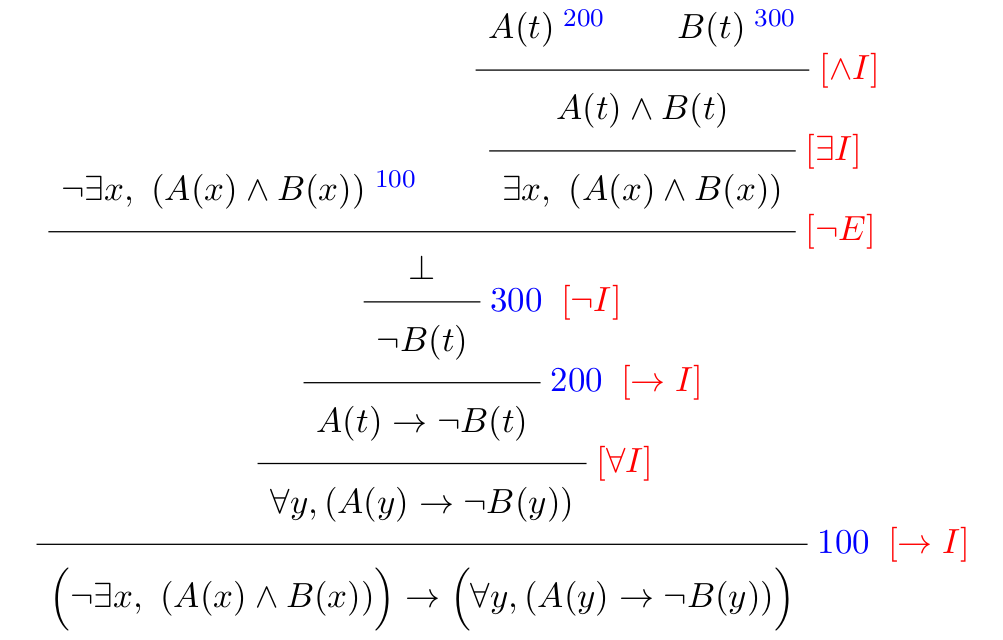 A(t) 200 B(t) 300
[∧I]
A(t) ∧ B(t)
[∃I]
¬∃x, (A(x) ∧ B(x)) 100 ∃x, (A(x) ∧ B(x))
[¬E]
⊥
300 [¬I]
¬B(t)
200 [→ I]
A(t) → ¬B(t)
[∀I]
∀y, (A(y) → ¬B(y))
100 [→ I]
(¬∃x, (A(x) ∧ B(x))) → (∀y, (A(y) → ¬B(y)))